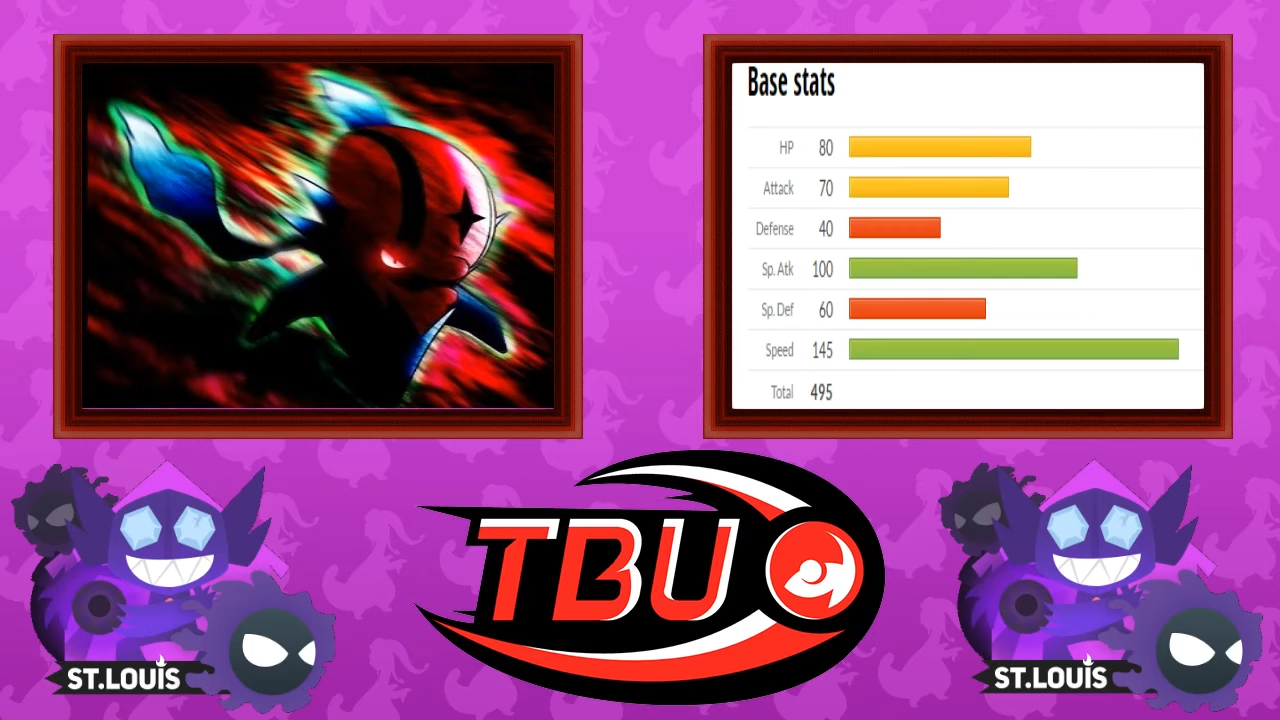 Base stats
HP 80
Attack 70
Defense 40
Sp. Atk 100
Sp. Def 60
Speed 145
Total 495
TBU
ST.LOUIS
ST.LOUIS